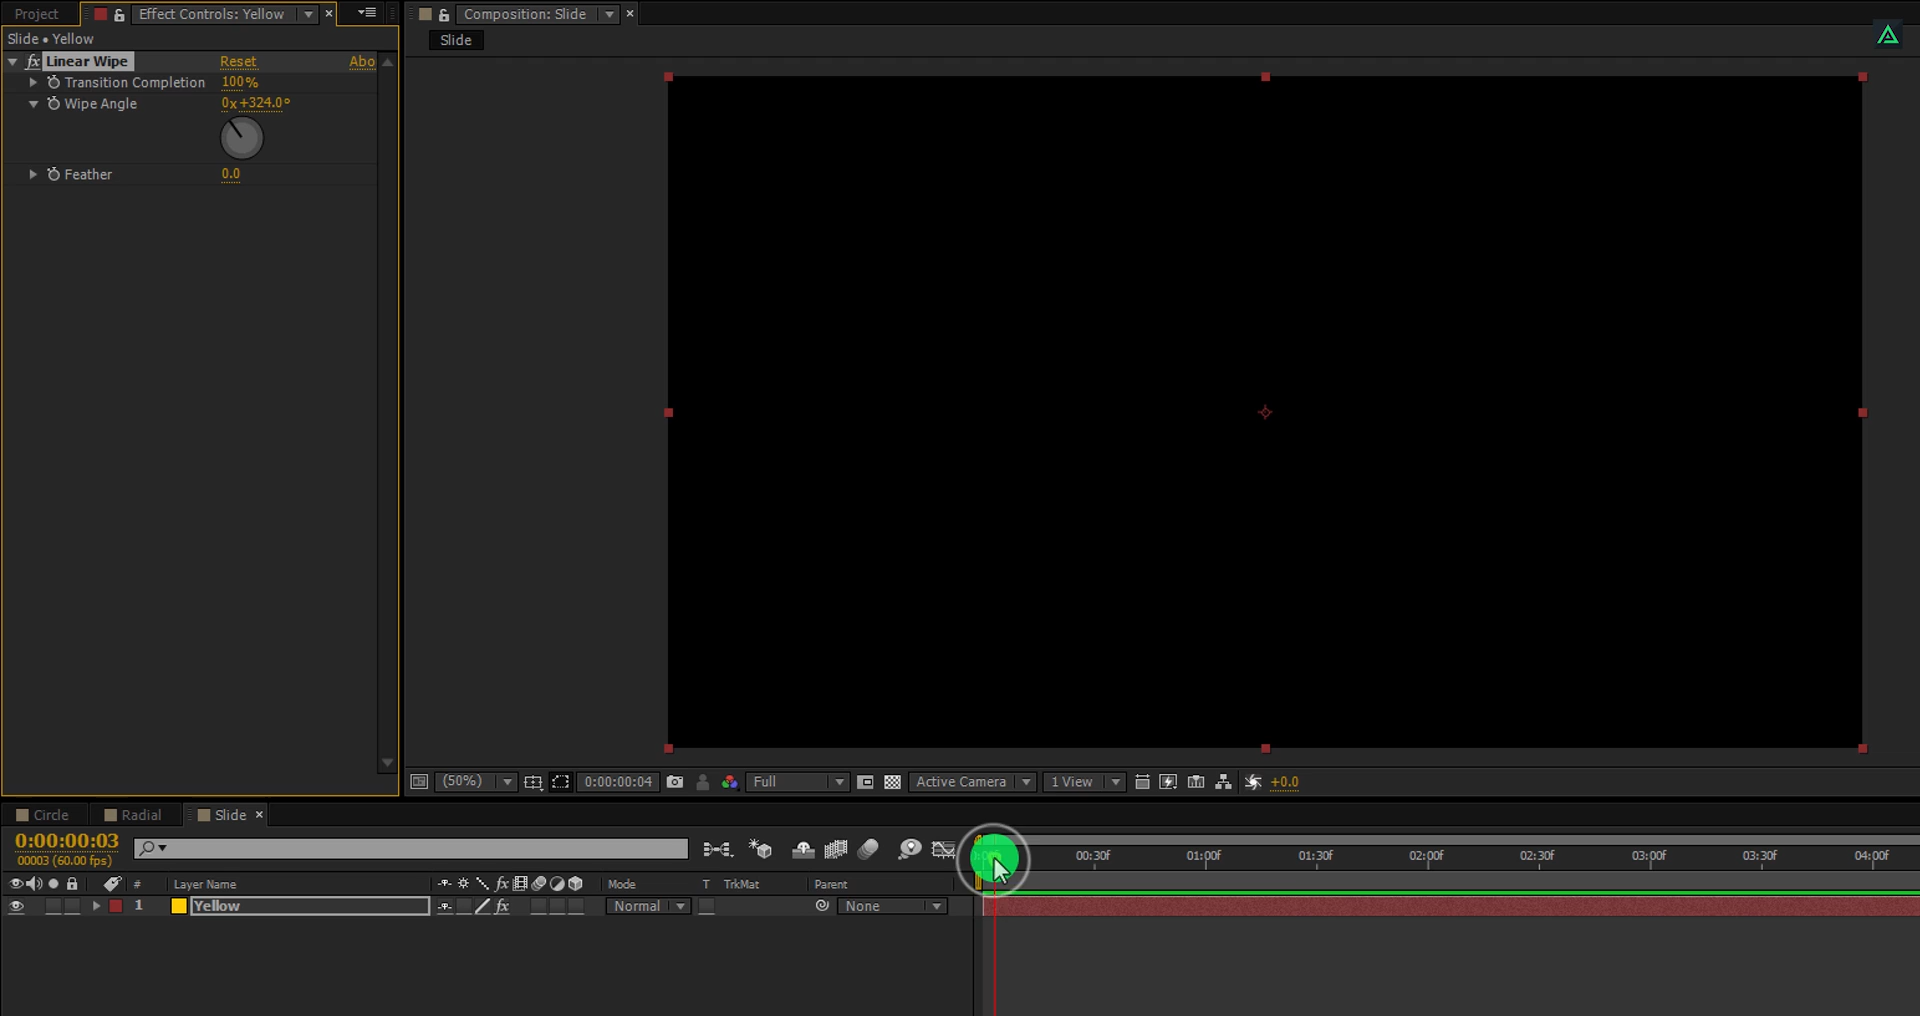 Project
Effect Controls: Yellow
Composition: Slide
Slide • Yellow
Slide
fx Linear Wipe
Reset
Abo
Transition Completion
100%
Wipe Angle
0x+324.0°
Feather
0.0
(50%)
0:00:00:04
Full
Active Camera
1 View
+0.0
Circle
Radial
Slide
0:00:00:03
00003 (60.00 fps)
00:30f
01:00f
01:30f
02:00f
02:30f
03:00f
03:30f
04:00f
#
Layer Name
fx
Mode
T
TrkMat
Parent
1
Yellow
fx
Normal
None